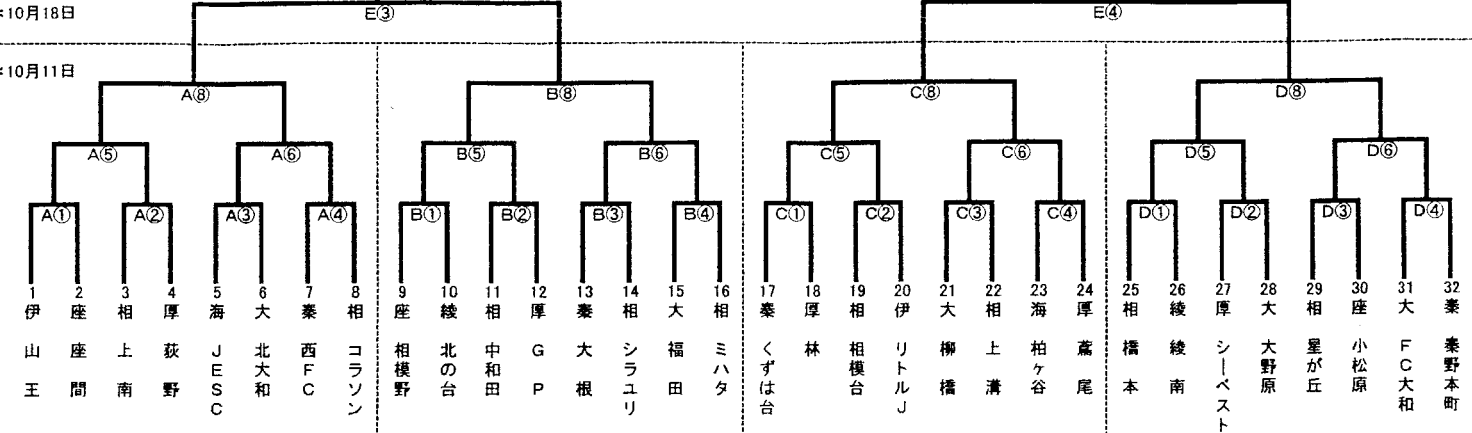 10月18日
E③ E④
10月11日
A⑧ B⑧ C⑧ D⑧
A⑤ A⑥ B⑤ B⑥ C⑤ C⑥ D⑤ D⑥
A① A② A③ A④ B① B② B③ B④ C① C② C③ C④ D① D② D③ D④
1 伊 山王
2 座 座間
3 相 上南
4 厚 荻野
5 海 JESC
6 大 北大和
7 秦 西FC
8 相 コラソン
9 座 相模野
10 綾 北の台
11 相 中和田
12 厚 GP
13 秦 大根
14 相 シラユリ
15 大 福田
16 相 ミハタ
17 秦 くずは台
18 厚 林
19 相 相模台
20 伊 リトルJ
21 大 柳橋
22 相 上溝
23 海 柏ヶ谷
24 厚 鳶尾
25 相 橋本
26 綾 綾南
27 厚 シーベスト
28 大 大野原
29 相 星が丘
30 座 小松原
31 大 FC大和
32 秦 秦野本町